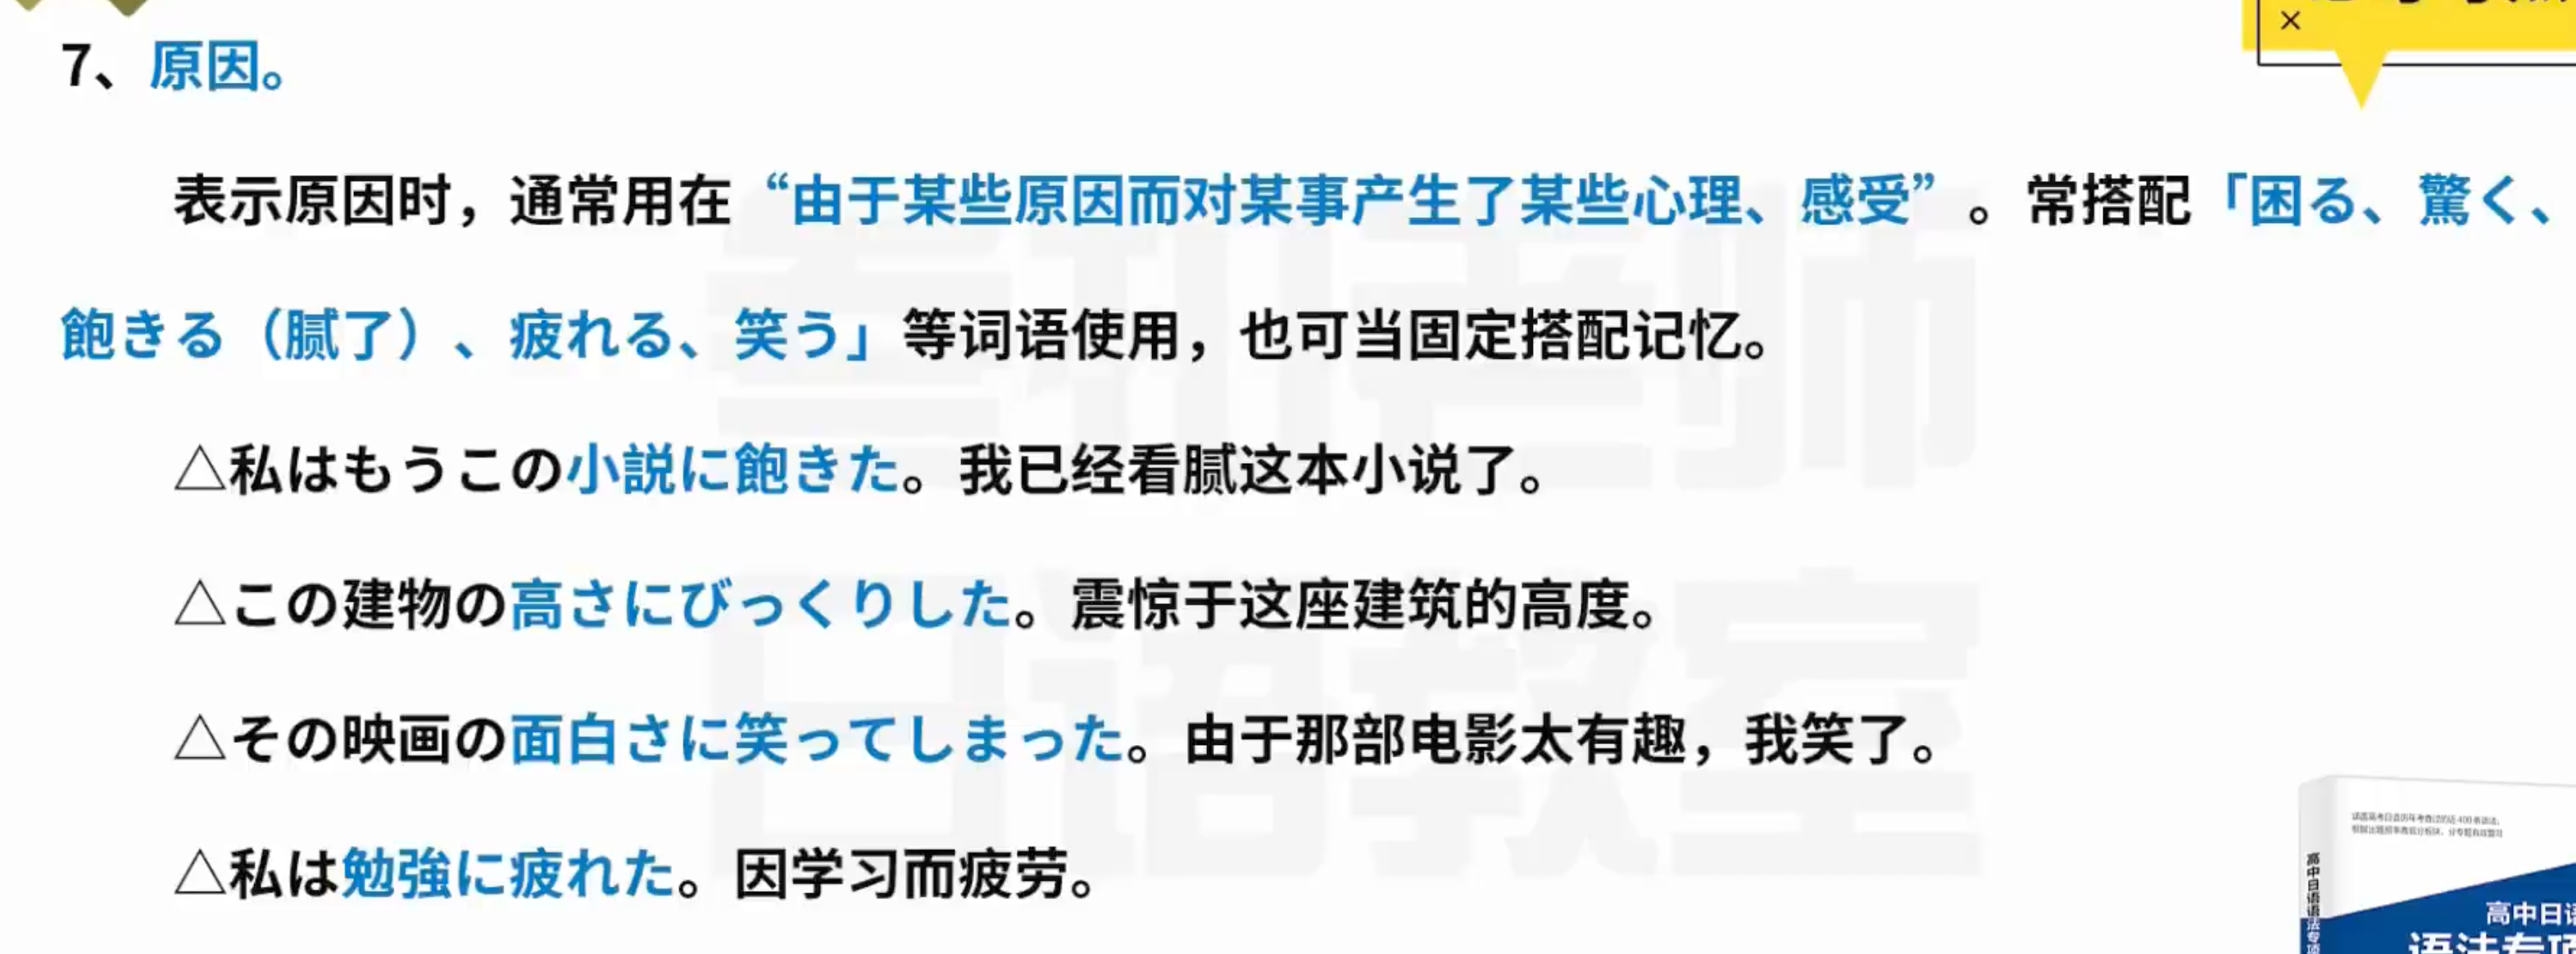 7、原因。
表示原因时，通常用在“由于某些原因而对某事产生了某些心理、感受”。常搭配「困る、驚く、
飽きる（腻了）、疲れる、笑う」等词语使用，也可当固定搭配记忆。
△私はもうこの小説に飽きた。我已经看腻这本小说了。
△この建物の高さにびっくりした。震惊于这座建筑的高度。
△その映画の面白さに笑ってしまった。由于那部电影太有趣，我笑了。
△私は勉強に疲れた。因学习而疲劳。
老师
日语教室
高中日语语法专项
高中日语
语法专项